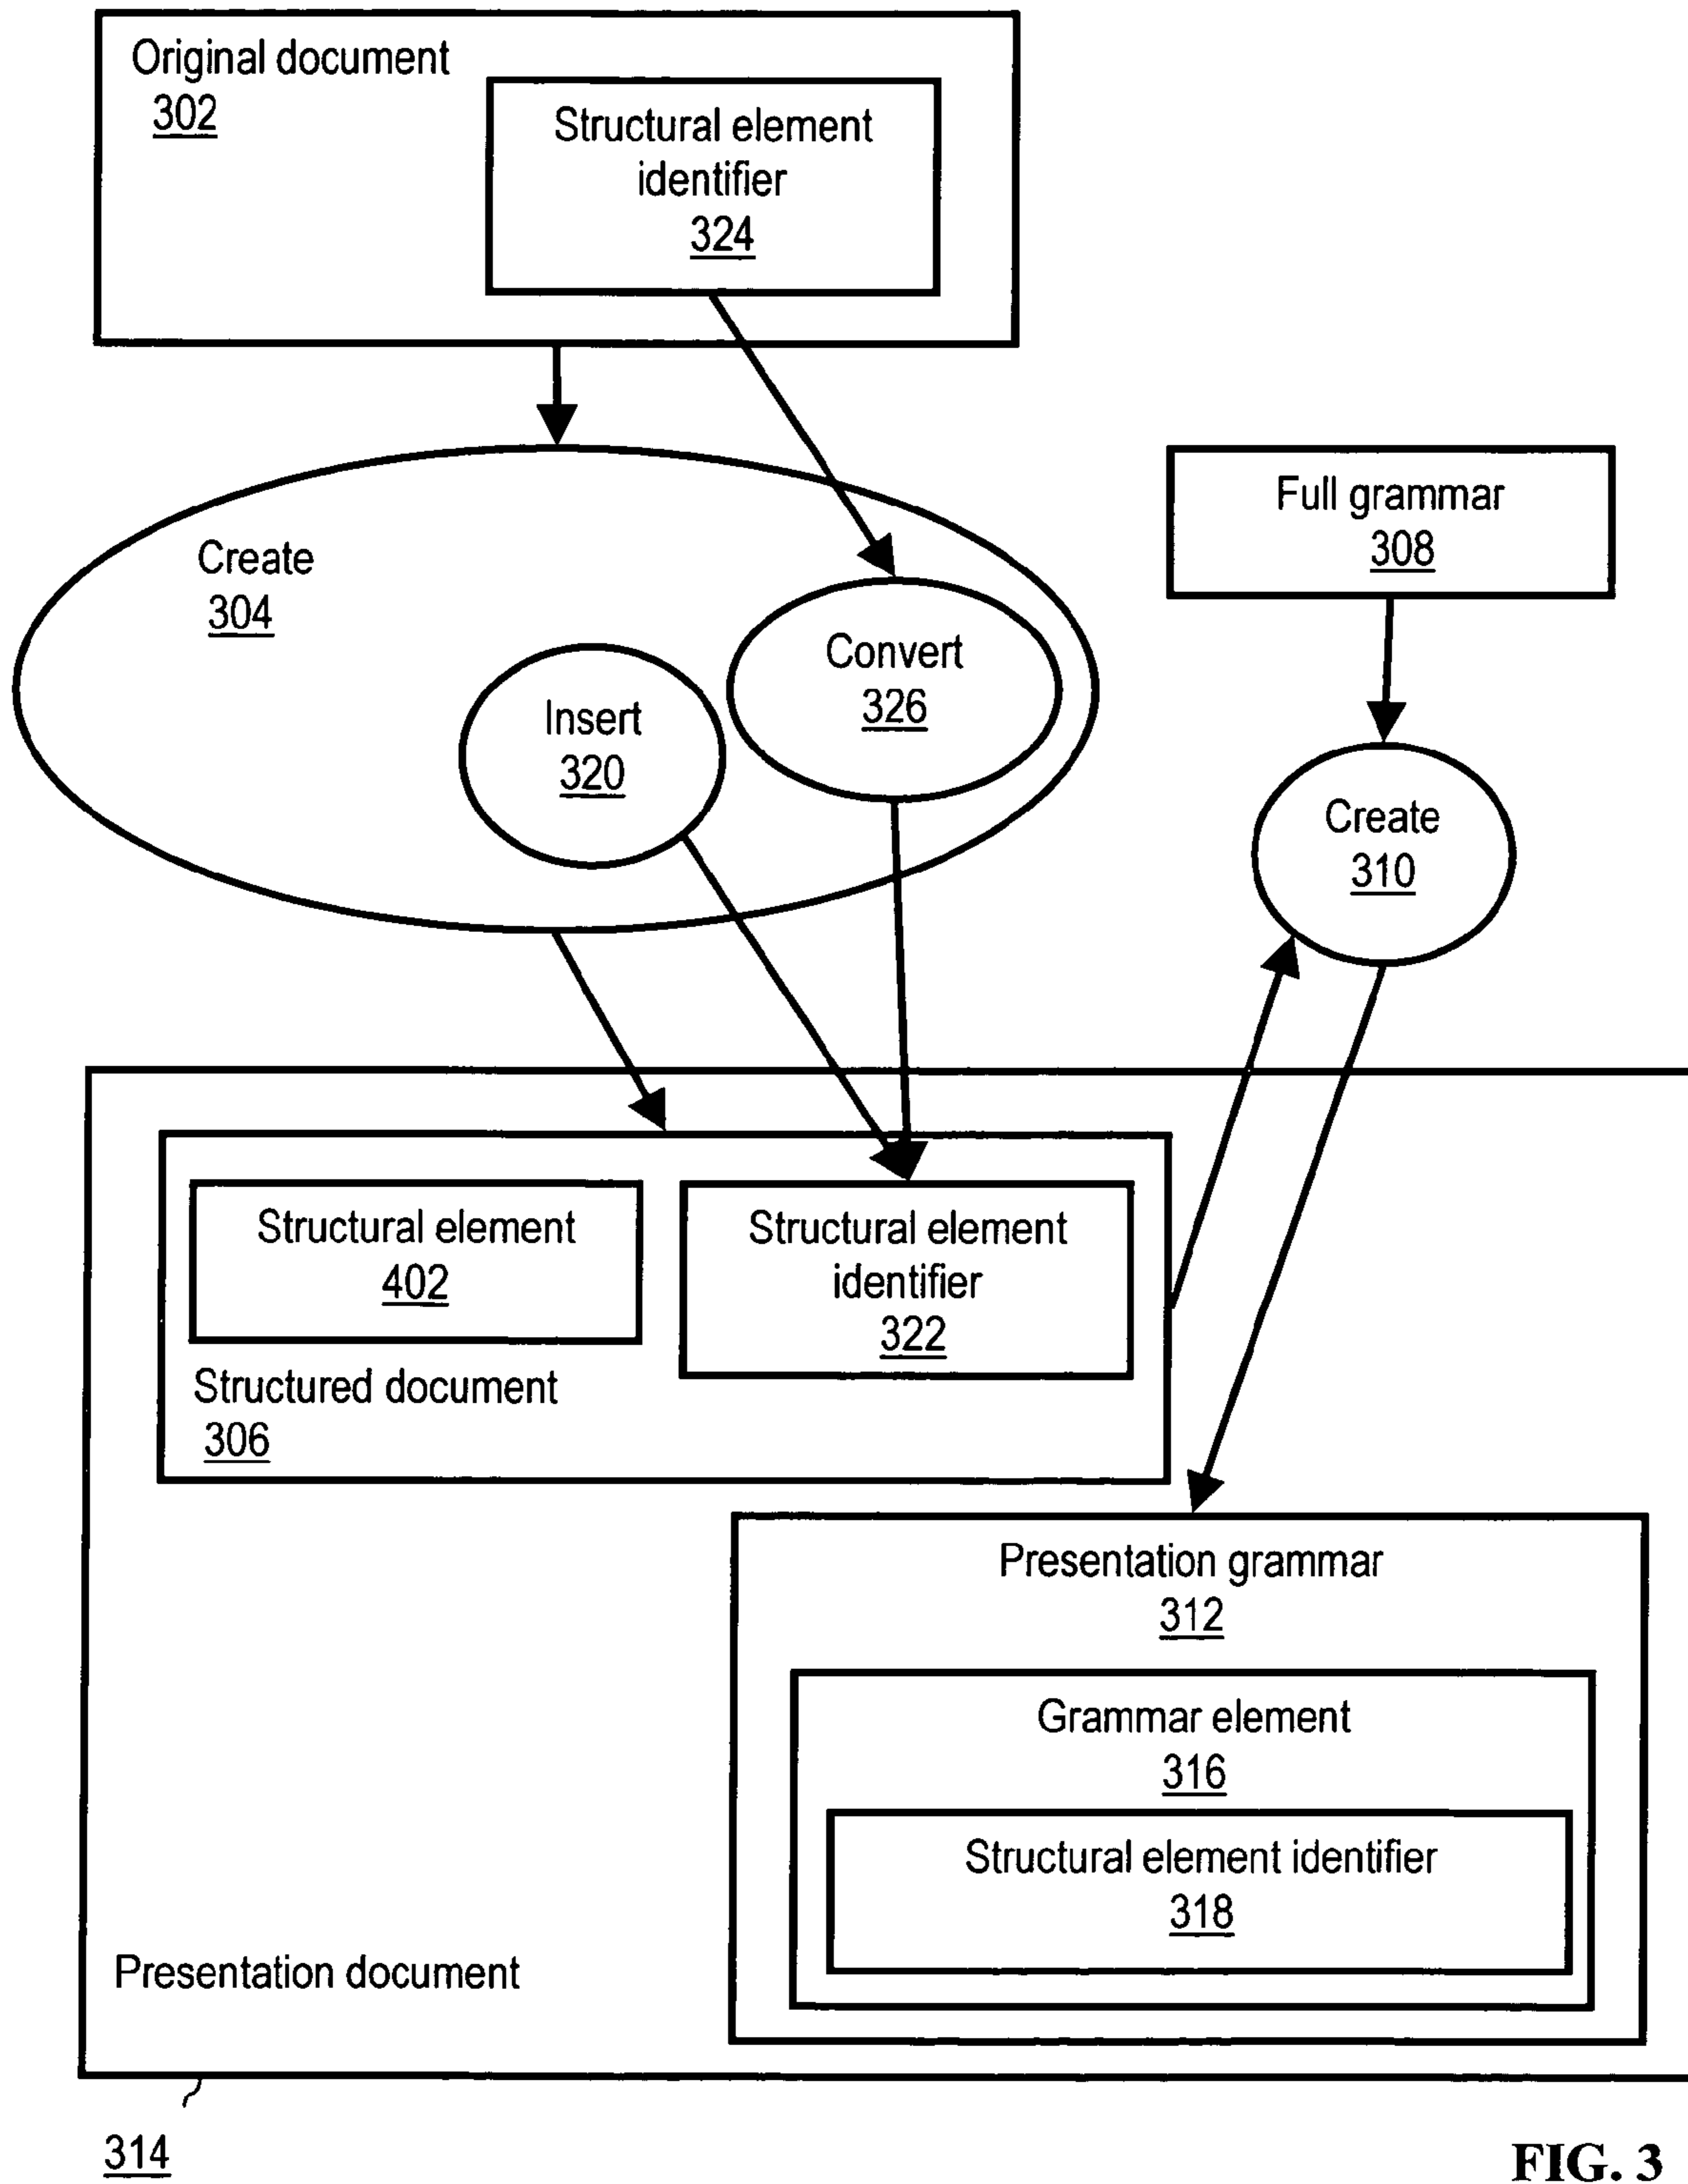 Original document
302
Structural element
identifier
324
Full grammar
308
Create
304
Convert
326
Insert
320
Create
310
Structural element
402
Structural element
identifier
322
Structured document
306
Presentation grammar
312
Grammar element
316
Structural element identifier
318
Presentation document
314
FIG. 3